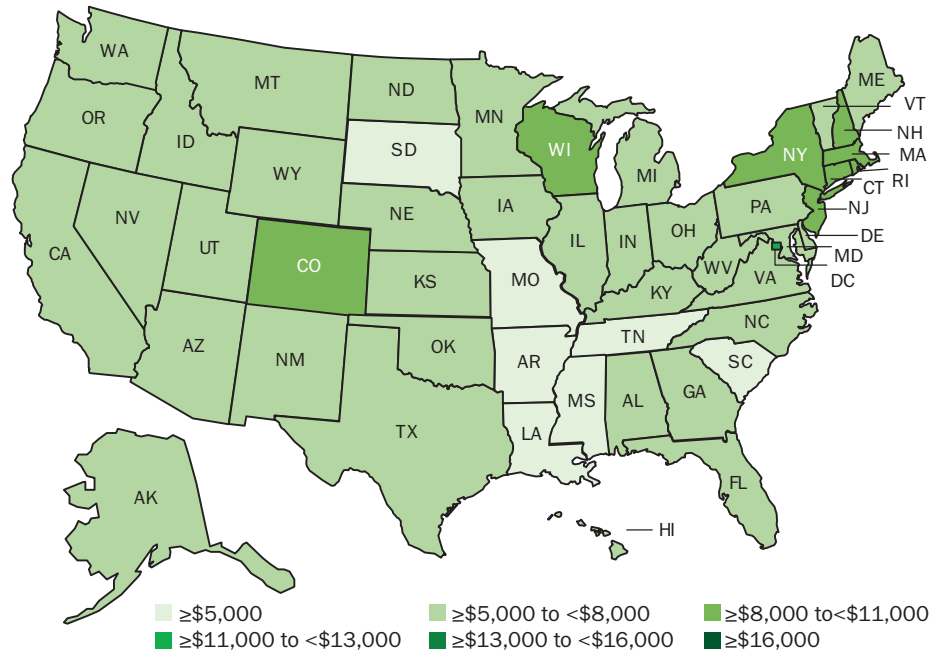 WA
MT
ND
MN
ME
VT
NH
MA
RI
CT
NJ
DE
MD
DC
OR
ID
SD
WI
NY
MI
WY
IA
PA
NE
NV
OH
IL
IN
UT
CA
CO
WV
VA
KS
MO
KY
NC
TN
AZ
OK
NM
AR
SC
MS
AL
GA
TX
LA
FL
AK
HI
≥$5,000
≥$5,000 to <$8,000
≥$8,000 to<$11,000
≥$11,000 to <$13,000
≥$13,000 to <$16,000
≥$16,000